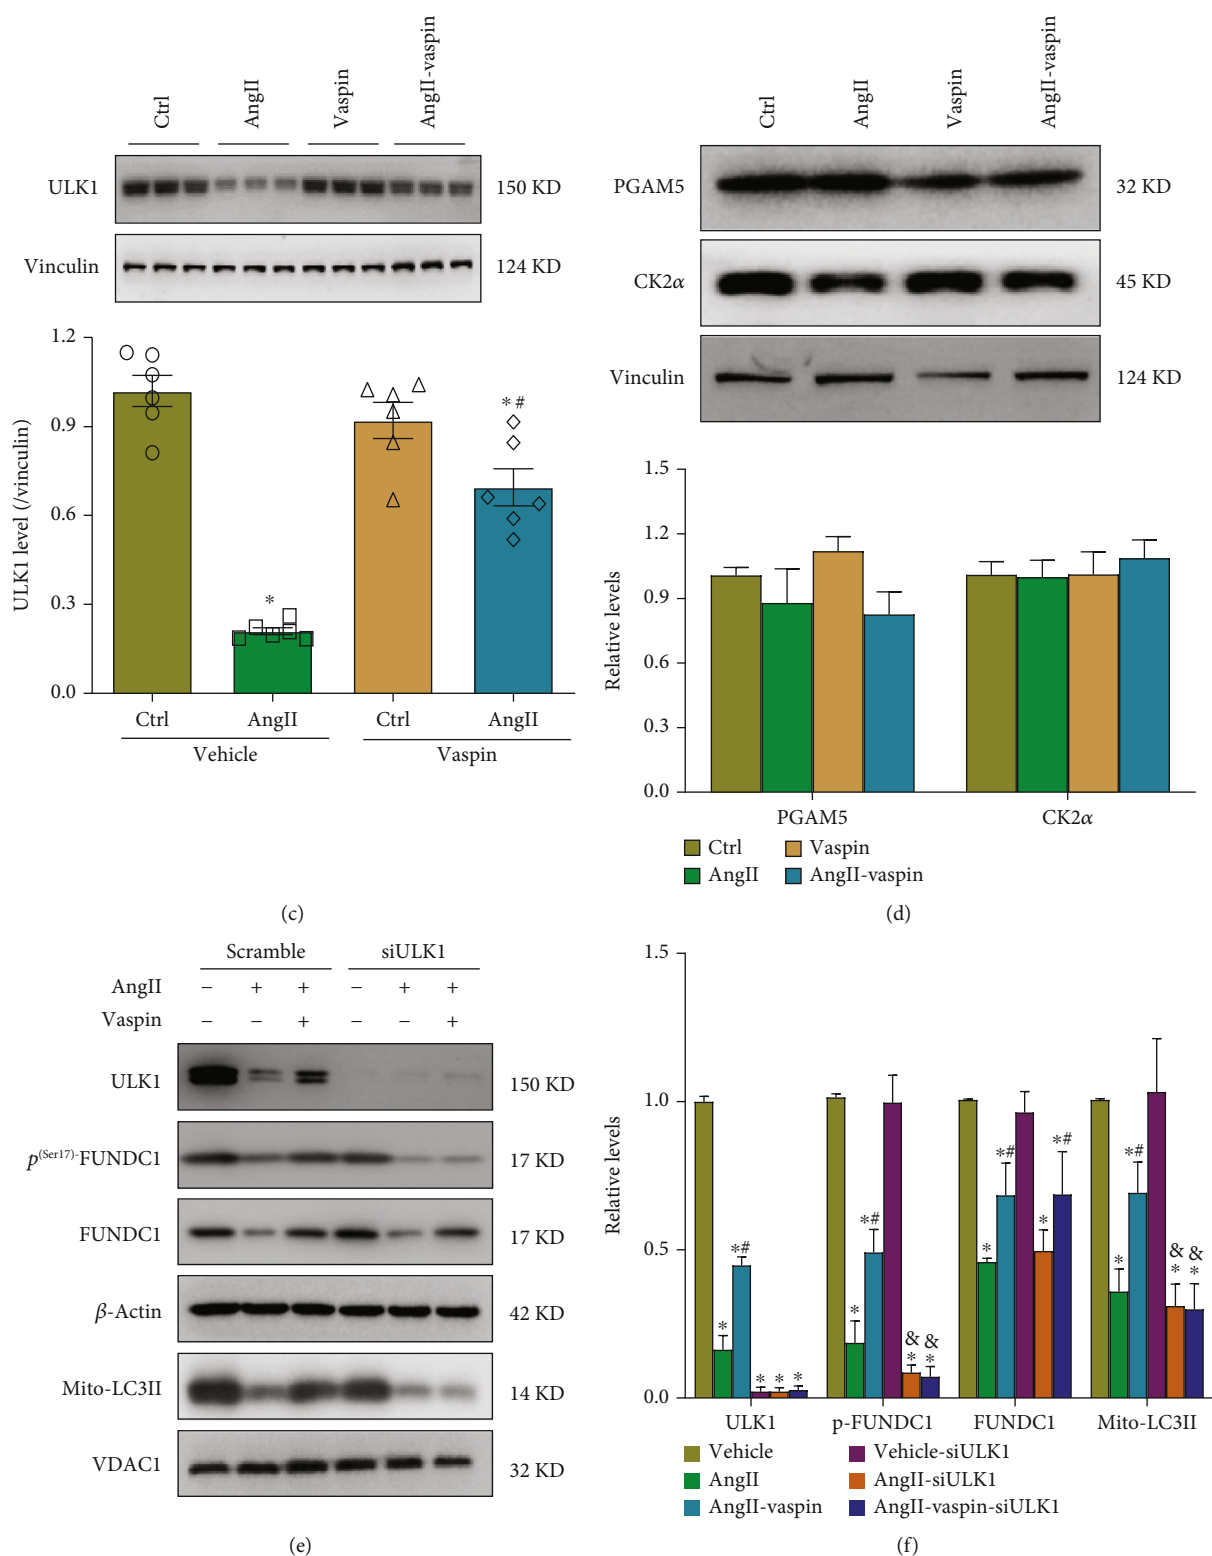 Ctrl
AngII
Vaspin
AngII-vaspin
ULK1
150 KD
Vinculin
124 KD
ULK1 level (/vinculin)
1.2
0.9
0.6
0.3
0.0
*
* #
Ctrl
AngII
Ctrl
AngII
Vehicle
Vaspin
(c)
Ctrl
AngII
Vaspin
AngII-vaspin
PGAM5
32 KD
CK2α
45 KD
Vinculin
124 KD
Relative levels
1.5
1.2
0.9
0.6
0.3
0.0
PGAM5
CK2α
Ctrl
Vaspin
AngII
AngII-vaspin
(d)
Scramble
siULK1
AngII − + + − + +
Vaspin − − + − − +
ULK1
150 KD
p(Ser17)-FUNDC1
17 KD
FUNDC1
17 KD
β-Actin
42 KD
Mito-LC3II
14 KD
VDAC1
32 KD
(e)
Relative levels
1.5
1.0
0.5
0.0
*
*#
*
*
*
*
*#
&
*
&
*
*
*#
*
*#
*
*#
&
*
&
*
ULK1
p-FUNDC1
FUNDC1
Mito-LC3II
Vehicle
Vehicle-siULK1
AngII
AngII-siULK1
AngII-vaspin
AngII-vaspin-siULK1
(f)